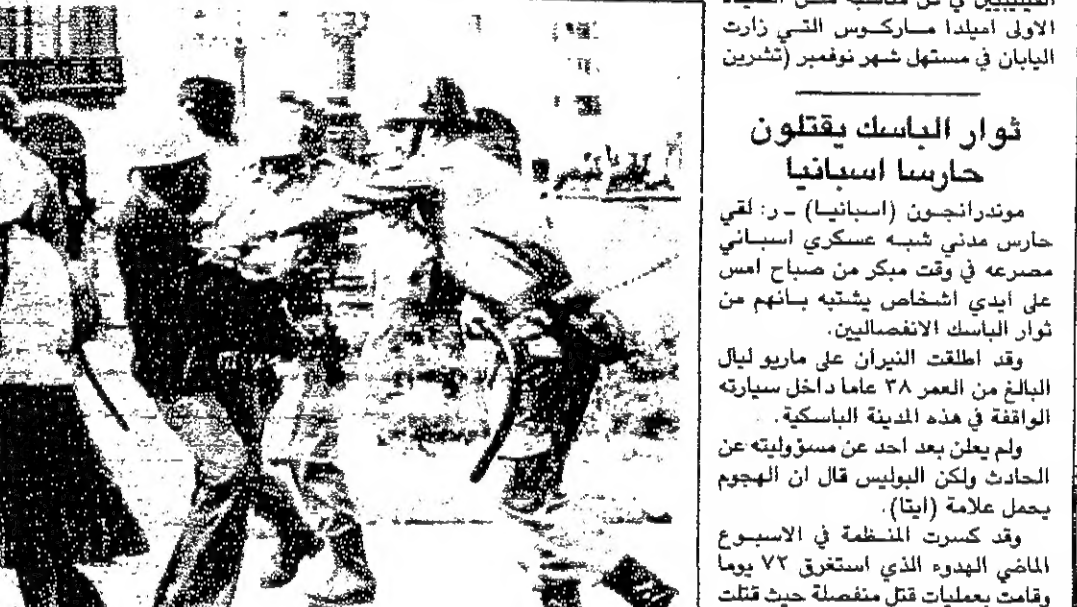 الاولى اميلدا ماركوس التي زارت
اليابان في مستهل شهر نوفمبر (تشرين
ثوار الباسك يقتلون
حارسا اسبانيا
موندرانجون (اسبانيا) - ر: لقي
حارس مدني شبه عسكري اسباني
مصرعه في وقت مبكر من صباح امس
على ايدي اشخاص يشتبه بانهم من
ثوار الباسك الانفصاليين.
وقد اطلقت النيران على ماريو ليال
البالغ من العمر ٣٨ عاما داخل سيارته
الواقفة في هذه المدينة الباسكية.
ولم يعلن بعد احد عن مسؤوليته عن
الحادث ولكن البوليس قال ان الهجوم
يحمل علامة (ايتا).
وقد كسرت المنظمة في الاسبوع
الماضي الهدوء الذي استغرق ٧٢ يوما
وقامت بعمليات قتل منفصلة حيث قتلت